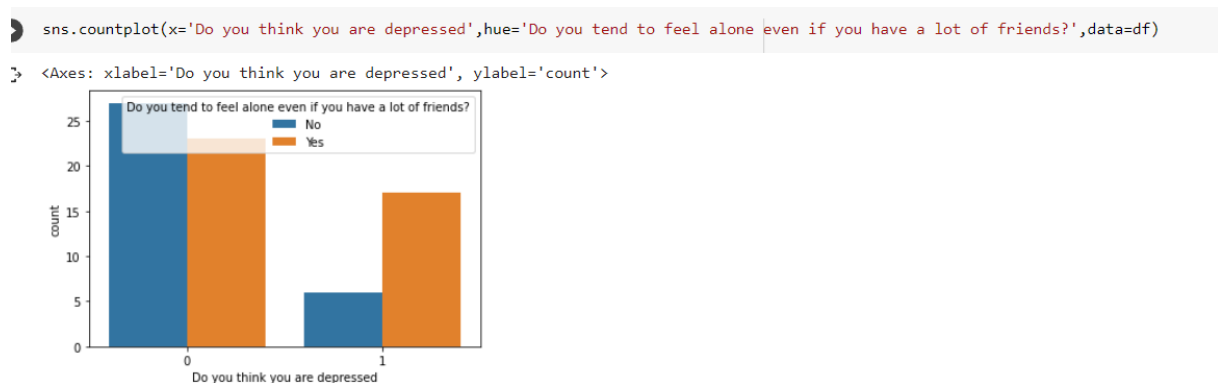 sns.countplot(x='Do you think you are depressed',hue='Do you tend to feel alone even if you have a lot of friends?',data=df)
<Axes: xlabel='Do you think you are depressed', ylabel='count'>
Do you tend to feel alone even if you have a lot of friends?
No
Yes
25
20
15
10
5
0
count
0 1
Do you think you are depressed